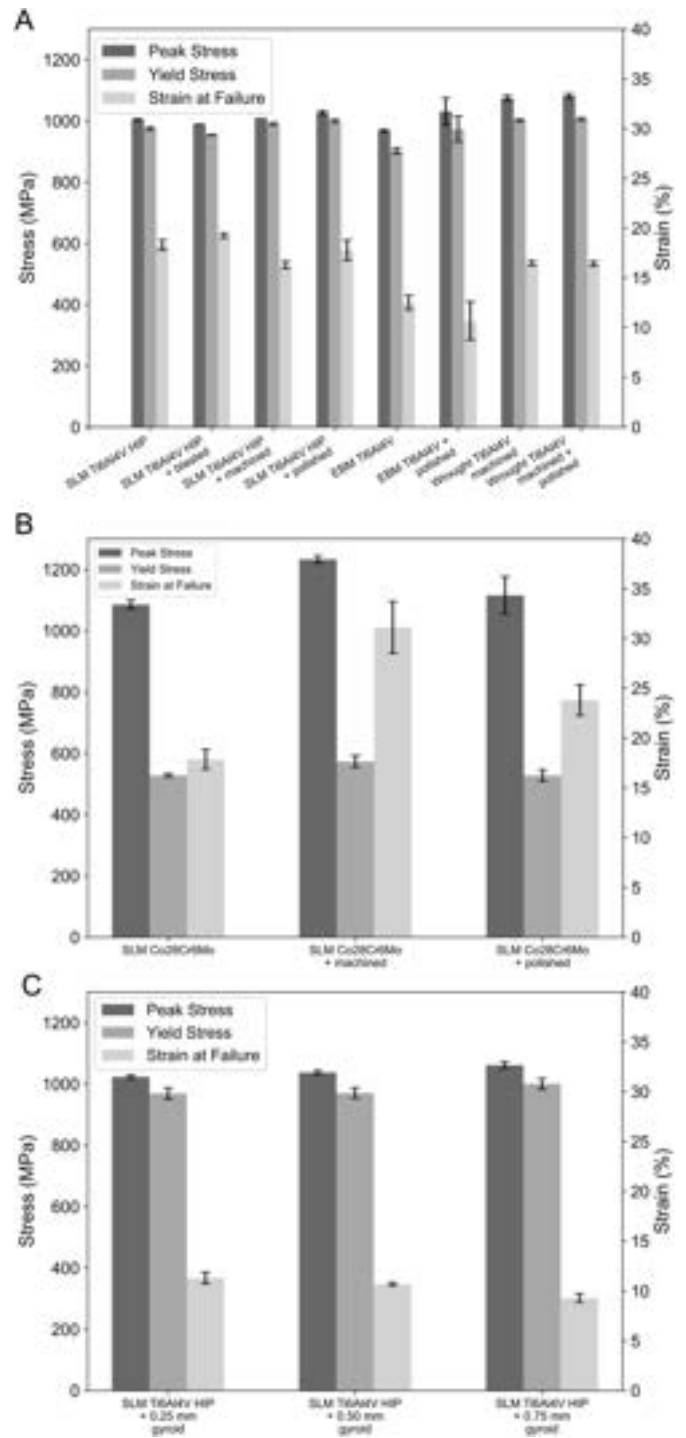 A
Peak Stress
Yield Stress
Strain at Failure
Stress (MPa)
1200
1000
800
600
400
200
0
40
35
30
25
20
15
10
5
0
Strain (%)
SLM Ti6Al4V HIP
SLM Ti6Al4V HIP
+ blasted
SLM Ti6Al4V HIP
+ machined
SLM Ti6Al4V HIP
+ polished
EBM Ti6Al4V
EBM Ti6Al4V +
polished
Wrought Ti6Al4V
machined
Wrought Ti6Al4V
machined +
polished
B
Peak Stress
Yield Stress
Strain at Failure
Stress (MPa)
1200
1000
800
600
400
200
0
40
35
30
25
20
15
10
5
0
Strain (%)
SLM Co28Cr6Mo
SLM Co28Cr6Mo
+ machined
SLM Co28Cr6Mo
+ polished
C
Peak Stress
Yield Stress
Strain at Failure
Stress (MPa)
1200
1000
800
600
400
200
0
40
35
30
25
20
15
10
5
0
Strain (%)
SLM Ti6Al4V HIP
+ 0.25 mm
gyroid
SLM Ti6Al4V HIP
+ 0.50 mm
gyroid
SLM Ti6Al4V HIP
+ 0.75 mm
gyroid